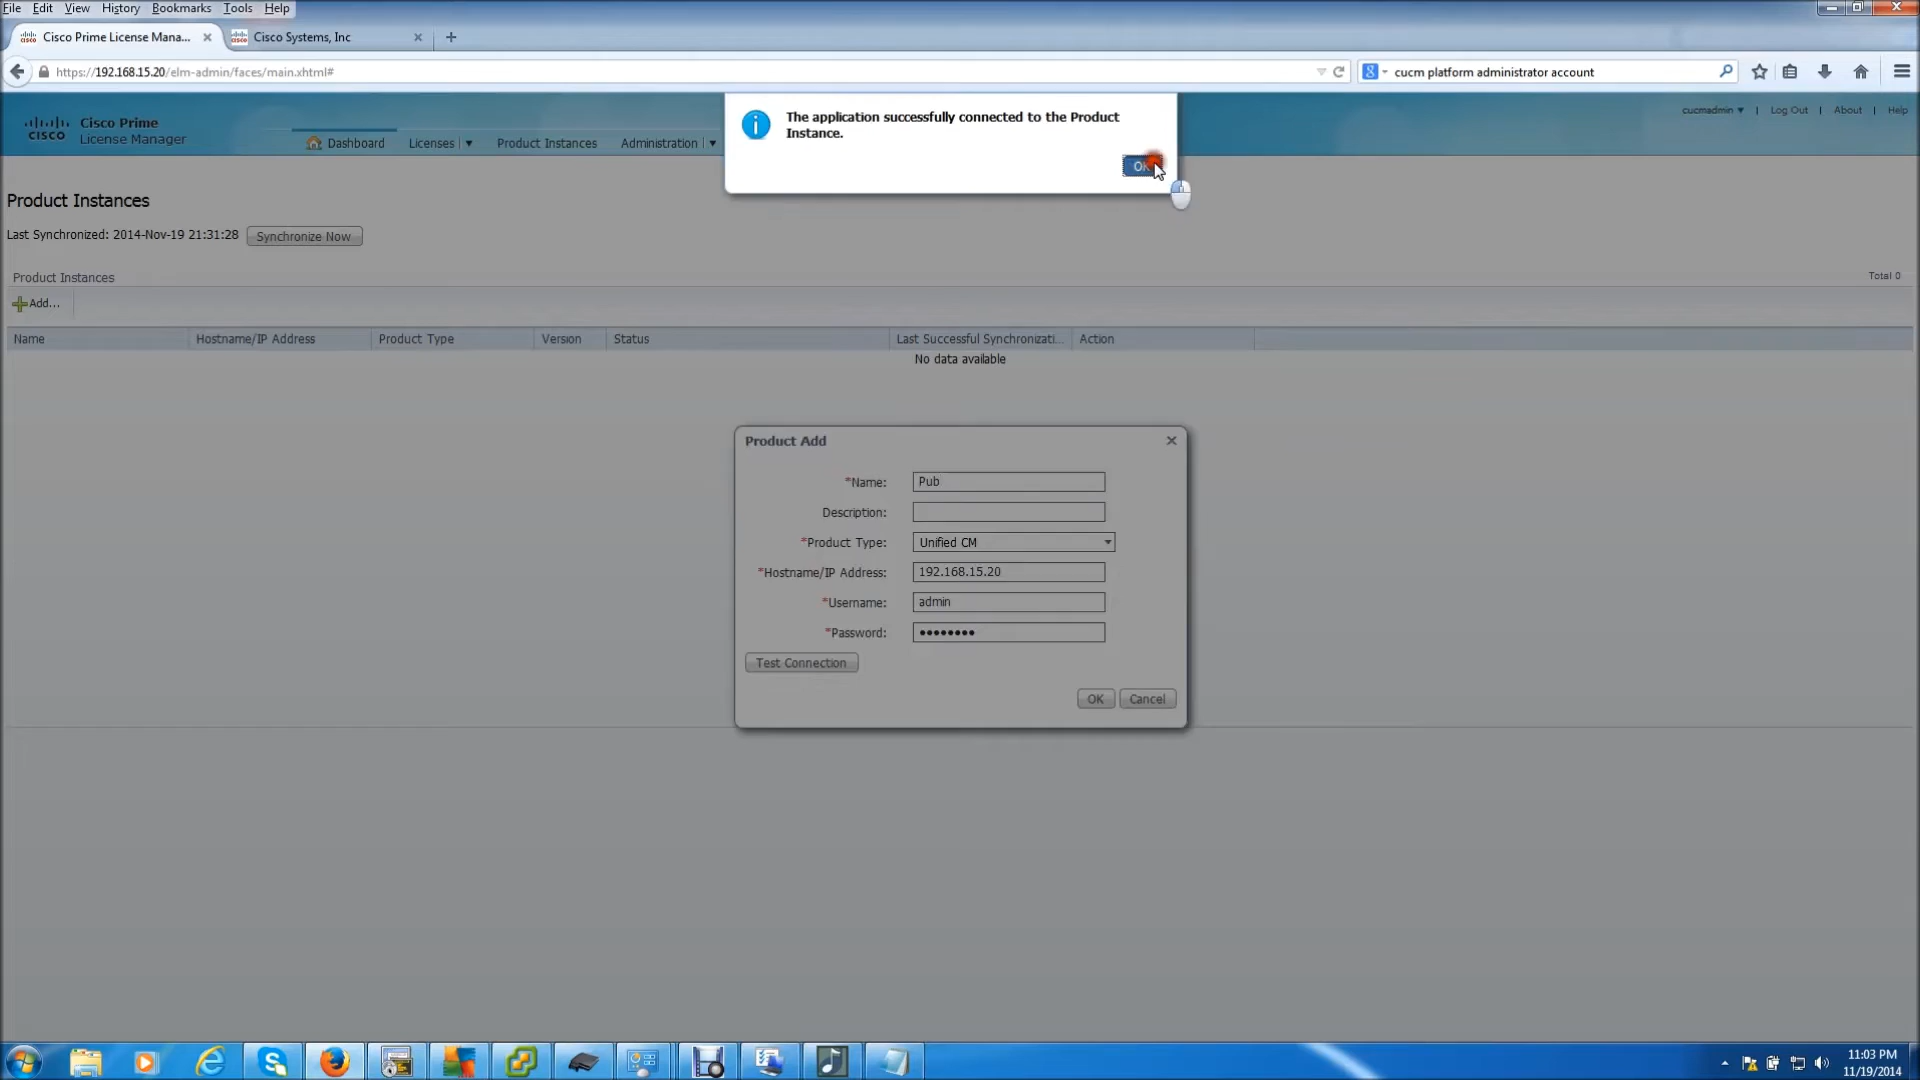 File Edit View History Bookmarks Tools Help
Cisco Prime License Mana... × Cisco Systems, Inc × +
https://192.168.15.20/elm-admin/faces/main.xhtml#
cucm platform administrator account
The application successfully connected to the Product
Instance.
OK
cisco
Cisco Prime
License Manager
Dashboard Licenses Product Instances Administration
cucmadmin | Log Out | About | Help
Product Instances
Last Synchronized: 2014-Nov-19 21:31:28 Synchronize Now
Product Instances
Total 0
Add...
Name Hostname/IP Address Product Type Version Status Last Successful Synchronizati... Action
No data available
Product Add
*Name: Pub
Description:
*Product Type: Unified CM
*Hostname/IP Address: 192.168.15.20
*Username: admin
*Password: ••••••••
Test Connection
OK Cancel
11:03 PM
11/19/2014